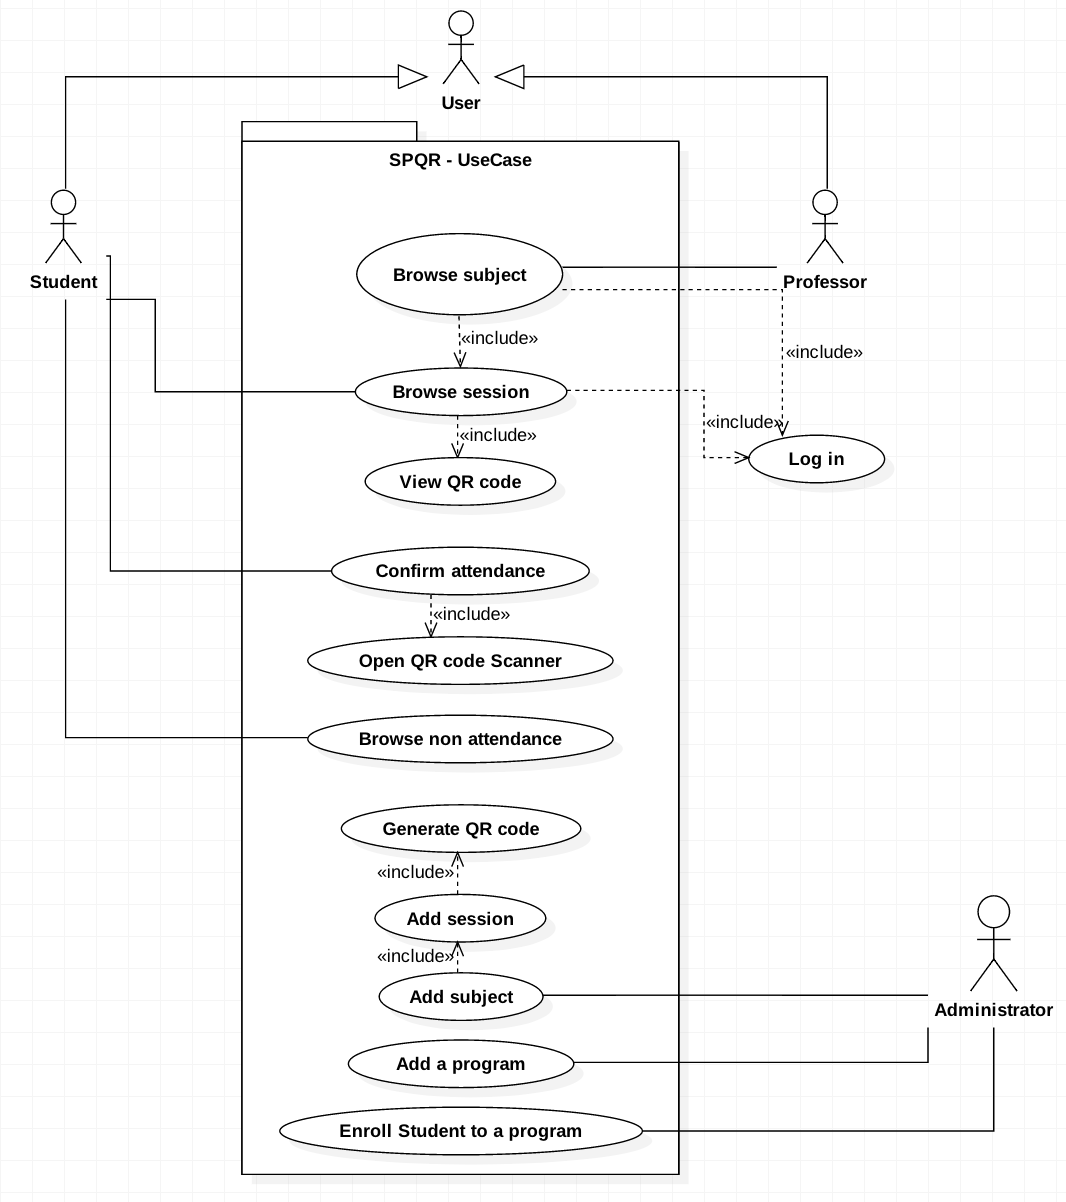 User
SPQR - UseCase
Student
Professor
Browse subject
«include»
«include»
Browse session
«include»
«include»
Log in
View QR code
Confirm attendance
«include»
Open QR code Scanner
Browse non attendance
Generate QR code
«include»
Add session
«include»
Add subject
Administrator
Add a program
Enroll Student to a program